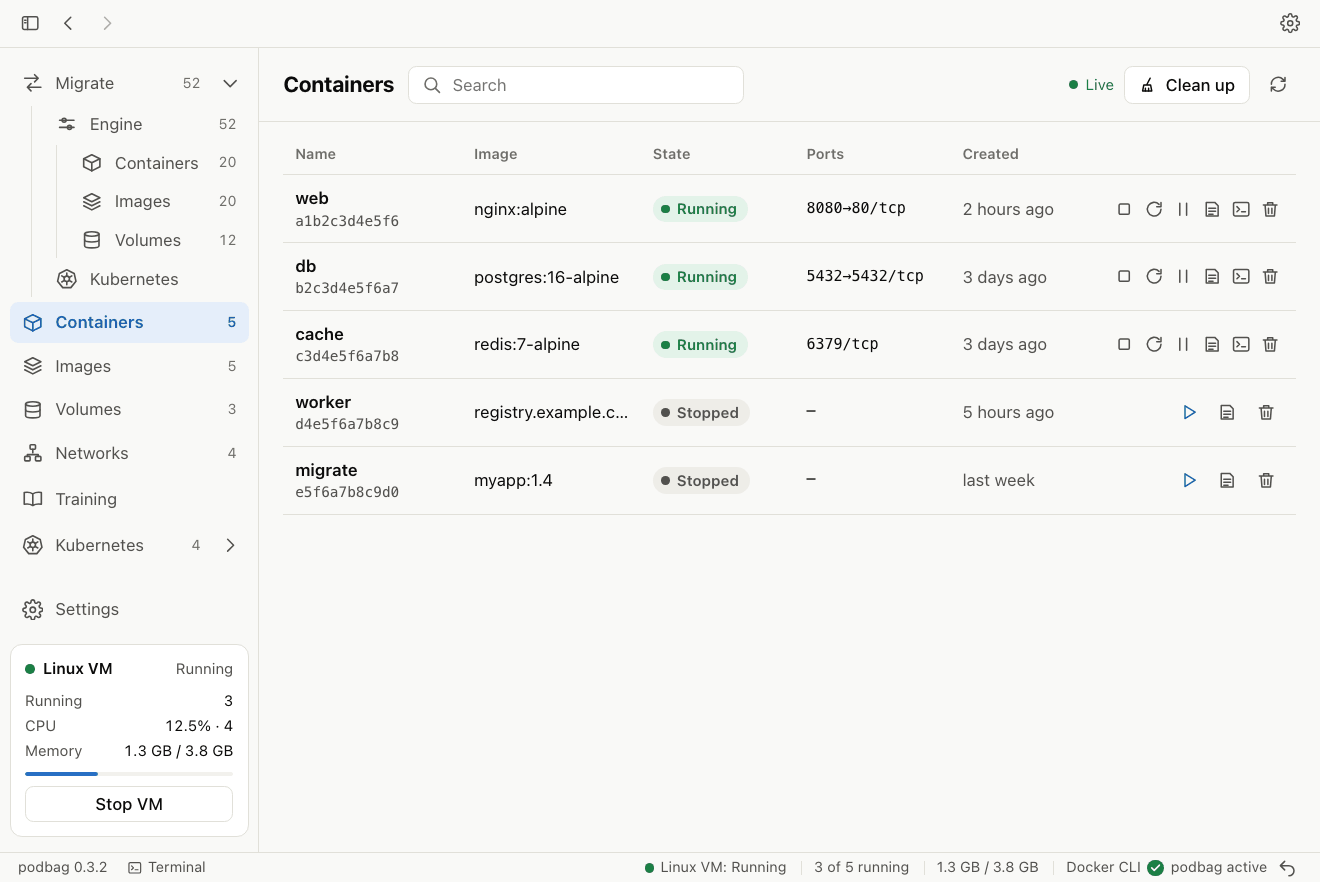 Migrate 52
Engine 52
Containers 20
Images 20
Volumes 12
Kubernetes
Containers 5
Images 5
Volumes 3
Networks 4
Training
Kubernetes 4
Settings
Linux VM Running
Running 3
CPU 12.5% · 4
Memory 1.3 GB / 3.8 GB
Stop VM
Containers Search Live Clean up
Name Image State Ports Created
web
a1b2c3d4e5f6 nginx:alpine Running 8080→80/tcp 2 hours ago
db
b2c3d4e5f6a7 postgres:16-alpine Running 5432→5432/tcp 3 days ago
cache
c3d4e5f6a7b8 redis:7-alpine Running 6379/tcp 3 days ago
worker
d4e5f6a7b8c9 registry.example.c... Stopped – 5 hours ago
migrate
e5f6a7b8c9d0 myapp:1.4 Stopped – last week
podbag 0.3.2 Terminal Linux VM: Running 3 of 5 running 1.3 GB / 3.8 GB Docker CLI podbag active